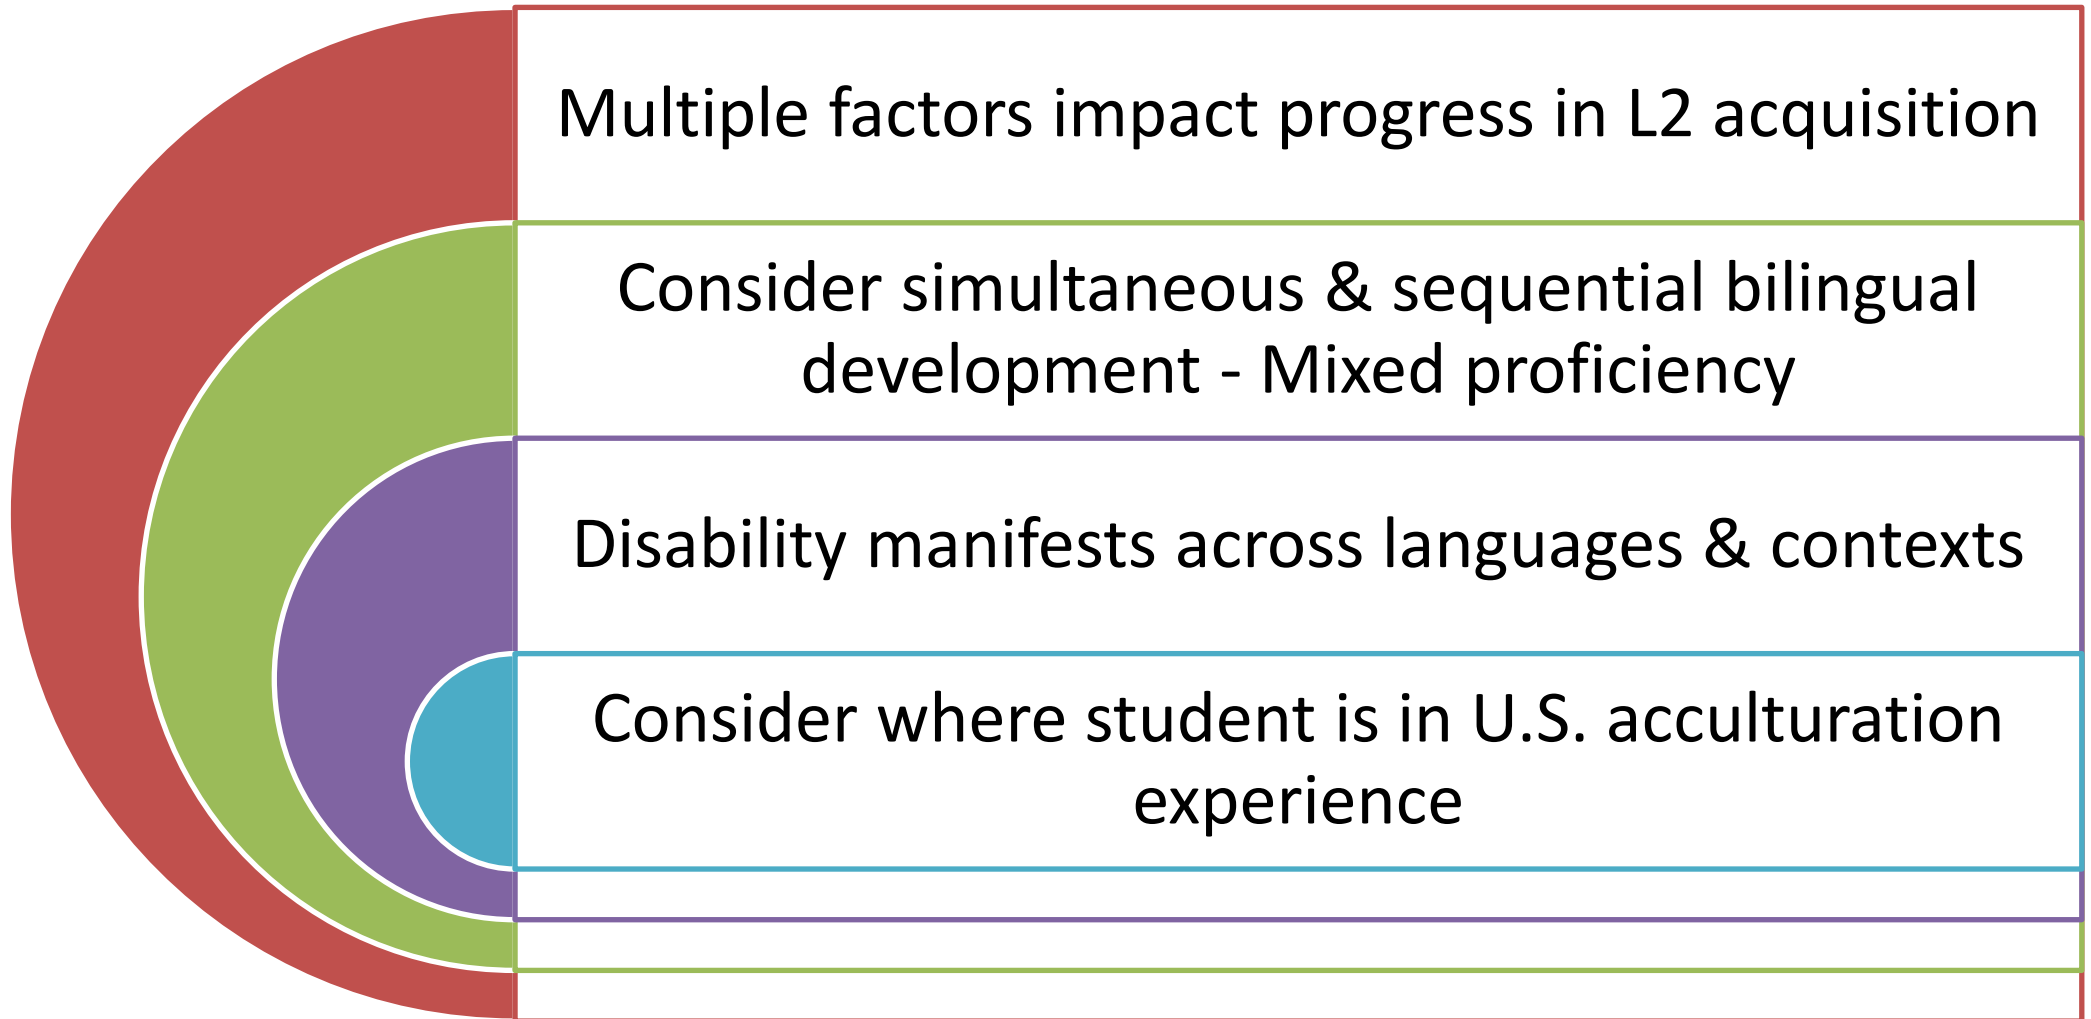 Multiple factors impact progress in L2 acquisition
Consider simultaneous & sequential bilingual
development - Mixed proficiency
Disability manifests across languages & contexts
Consider where student is in U.S. acculturation
experience